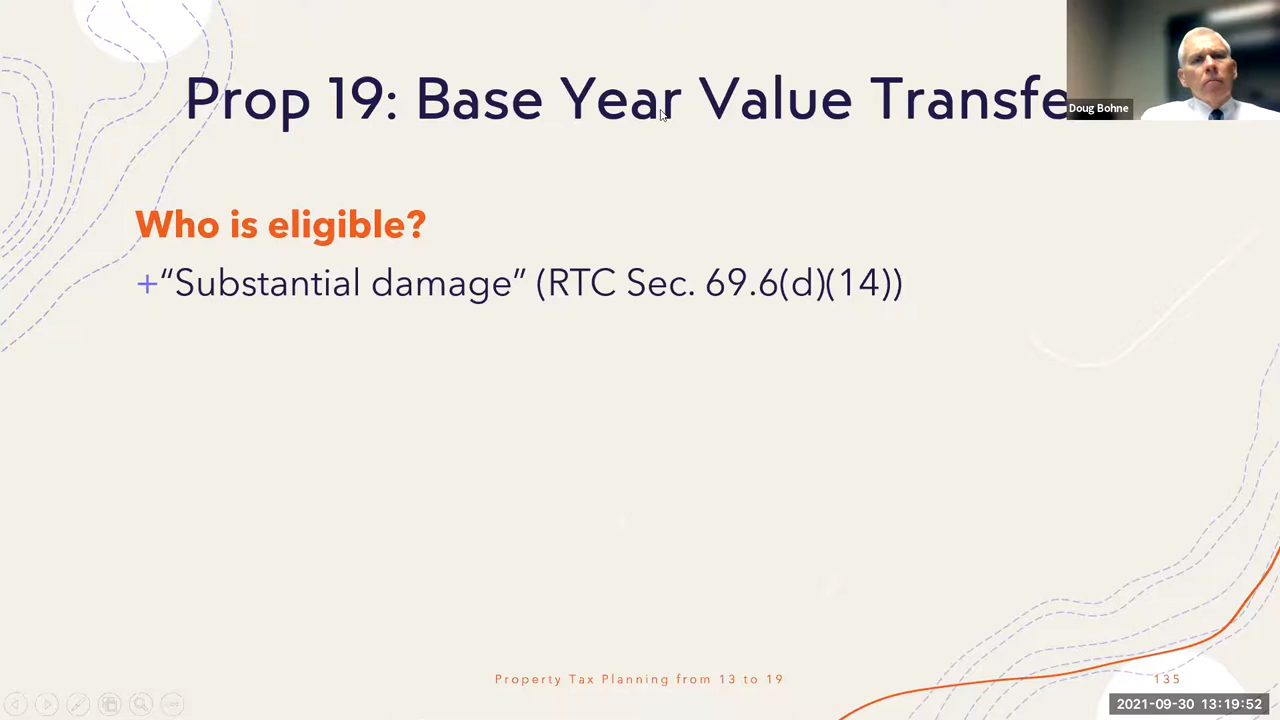 Prop 19: Base Year Value Transfe
Doug Bohne
Who is eligible?
+“Substantial damage” (RTC Sec. 69.6(d)(14))
Property Tax Planning from 13 to 19
135
2021-09-30 13:19:52